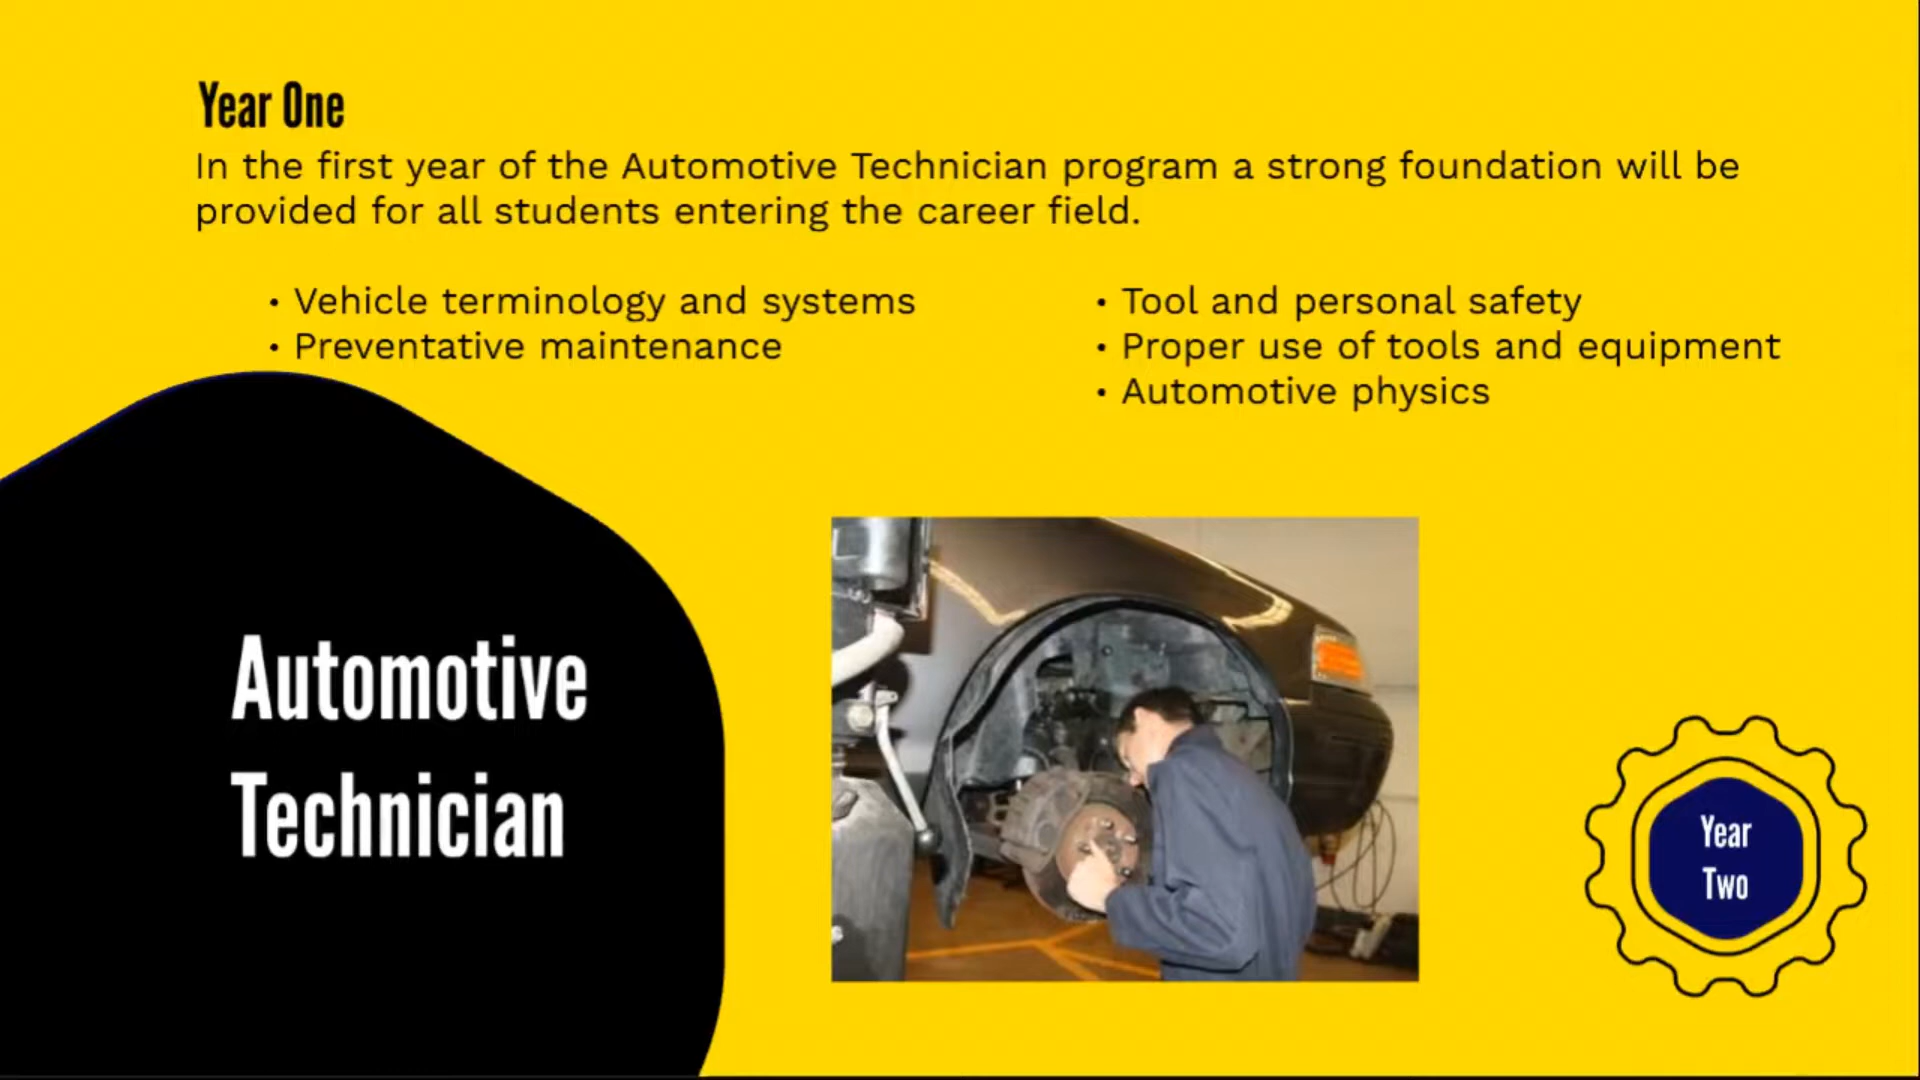 Year One
In the first year of the Automotive Technician program a strong foundation will be
provided for all students entering the career field.
• Vehicle terminology and systems
• Preventative maintenance
• Tool and personal safety
• Proper use of tools and equipment
• Automotive physics
Automotive
Technician
Year
Two